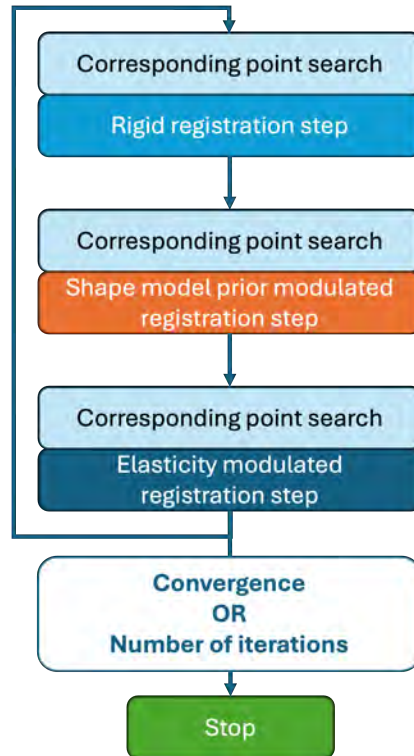 Corresponding point search
Rigid registration step
Corresponding point search
Shape model prior modulated
registration step
Corresponding point search
Elasticity modulated
registration step
Convergence
OR
Number of iterations
Stop